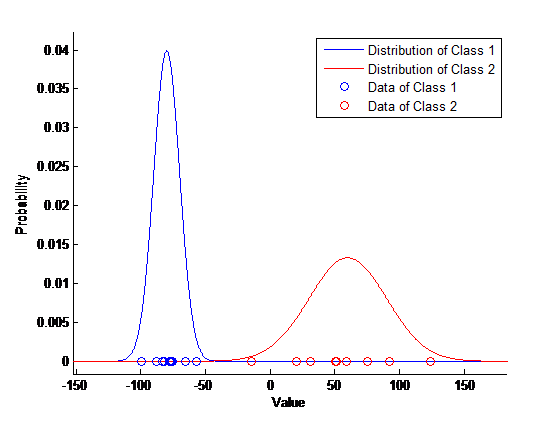 Distribution of Class 1
Distribution of Class 2
Data of Class 1
Data of Class 2
0.04
0.035
0.03
0.025
0.02
0.015
0.01
0.005
0
Probability
-150 -100 -50 0 50 100 150
Value